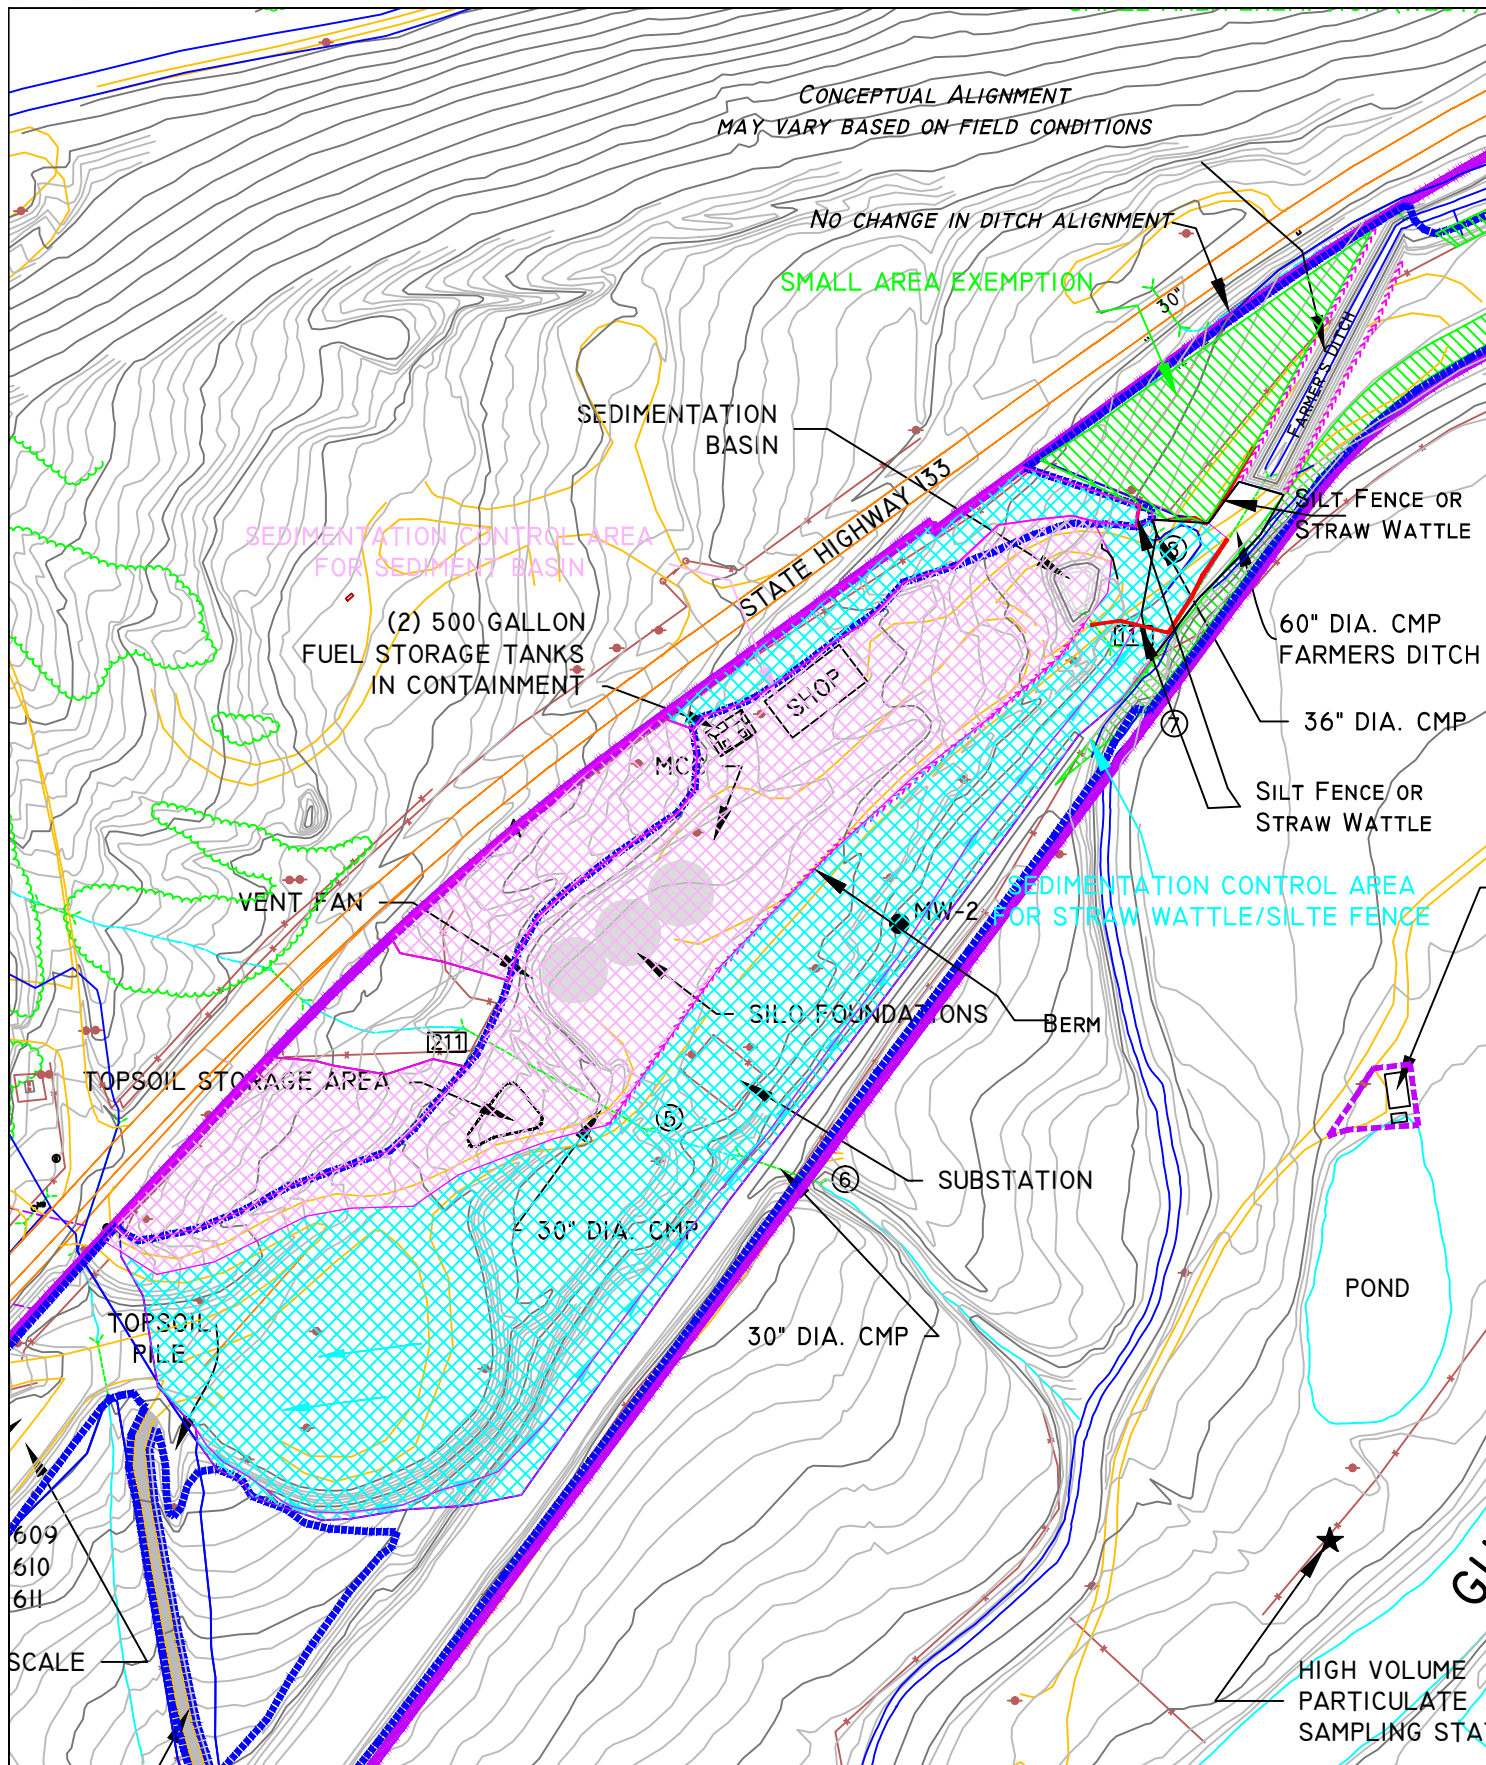 CONCEPTUAL ALIGNMENT
MAY VARY BASED ON FIELD CONDITIONS
NO CHANGE IN DITCH ALIGNMENT
SMALL AREA EXEMPTION
30"
FARMER'S DITCH
SEDIMENTATION
BASIN
STATE HIGHWAY 133
SILT FENCE OR
STRAW WATTLE
SEDIMENTATION CONTROL AREA
FOR SEDIMENT BASIN
8
(2) 500 GALLON
FUEL STORAGE TANKS
IN CONTAINMENT
11
60" DIA. CMP
FARMERS DITCH
SHOP
7
36" DIA. CMP
MCC
SILT FENCE OR
STRAW WATTLE
VENT FAN
MW-2
SEDIMENTATION CONTROL AREA
FOR STRAW WATTLE/SILTE FENCE
SILO FOUNDATIONS
BERM
211
TOPSOIL STORAGE AREA
5
6
SUBSTATION
30" DIA. CMP
POND
TOPSOIL
PILE
30" DIA. CMP
609
610
611
SCALE
HIGH VOLUME
PARTICULATE
SAMPLING STA